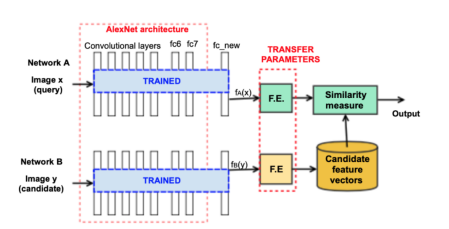 AlexNet architecture
Convolutional layers
fc6
fc7
fc_new
Network A
Image x
(query)
TRAINED
fA(x)
TRANSFER
PARAMETERS
F.E.
Similarity
measure
Output
Network B
Image y
(candidate)
TRAINED
fB(y)
F.E
Candidate
feature
vectors